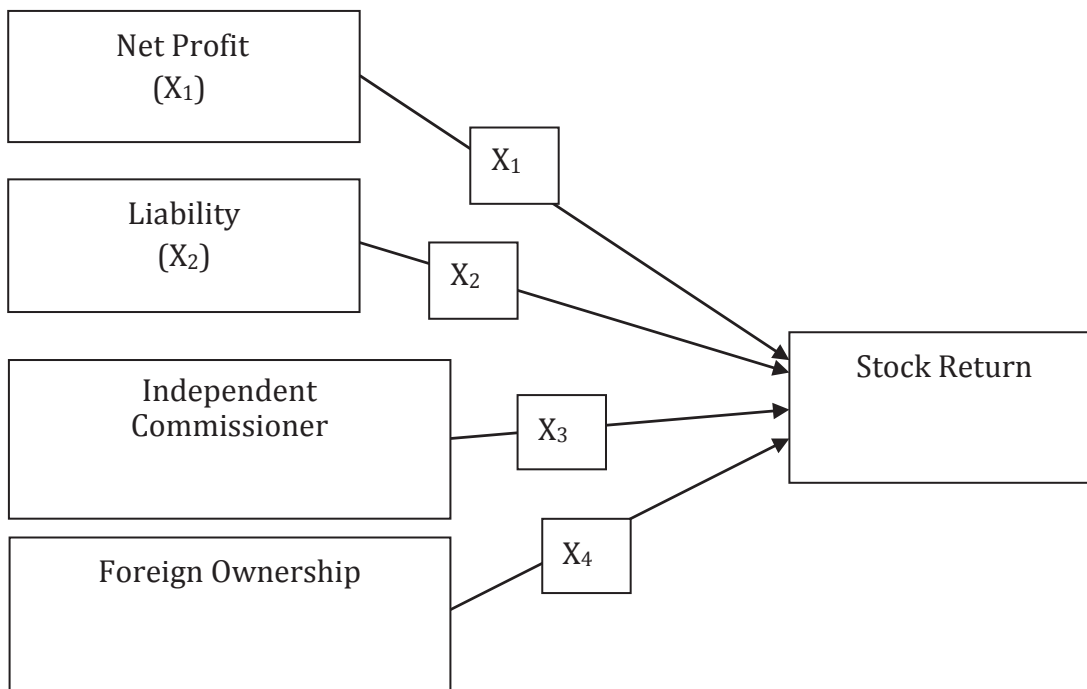 Net Profit
(X₁)
X₁
Liability
(X₂)
X₂
Stock Return
Independent
Commissioner
X₃
Foreign Ownership
X₄